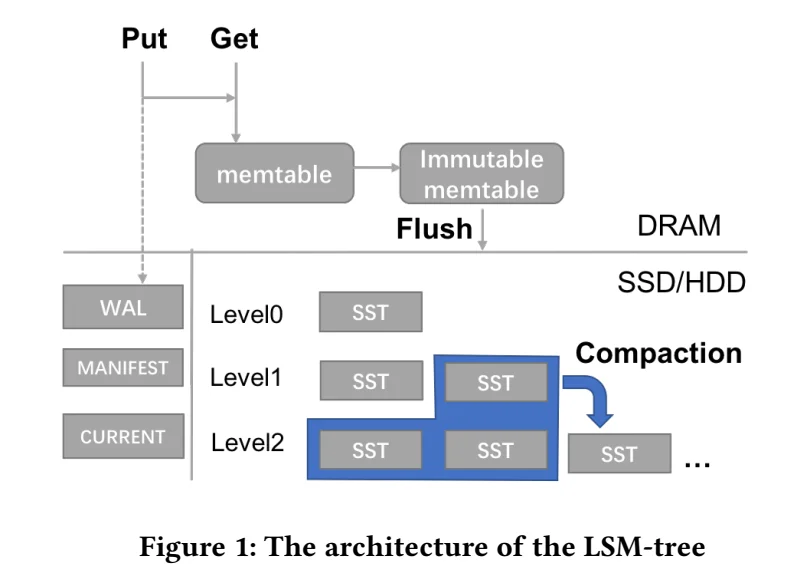 Put Get
memtable
Immutable
memtable
Flush
DRAM
SSD/HDD
WAL
MANIFEST
CURRENT
Level0 SST
Level1 SST SST
Compaction
Level2 SST SST SST ...
Figure 1: The architecture of the LSM-tree